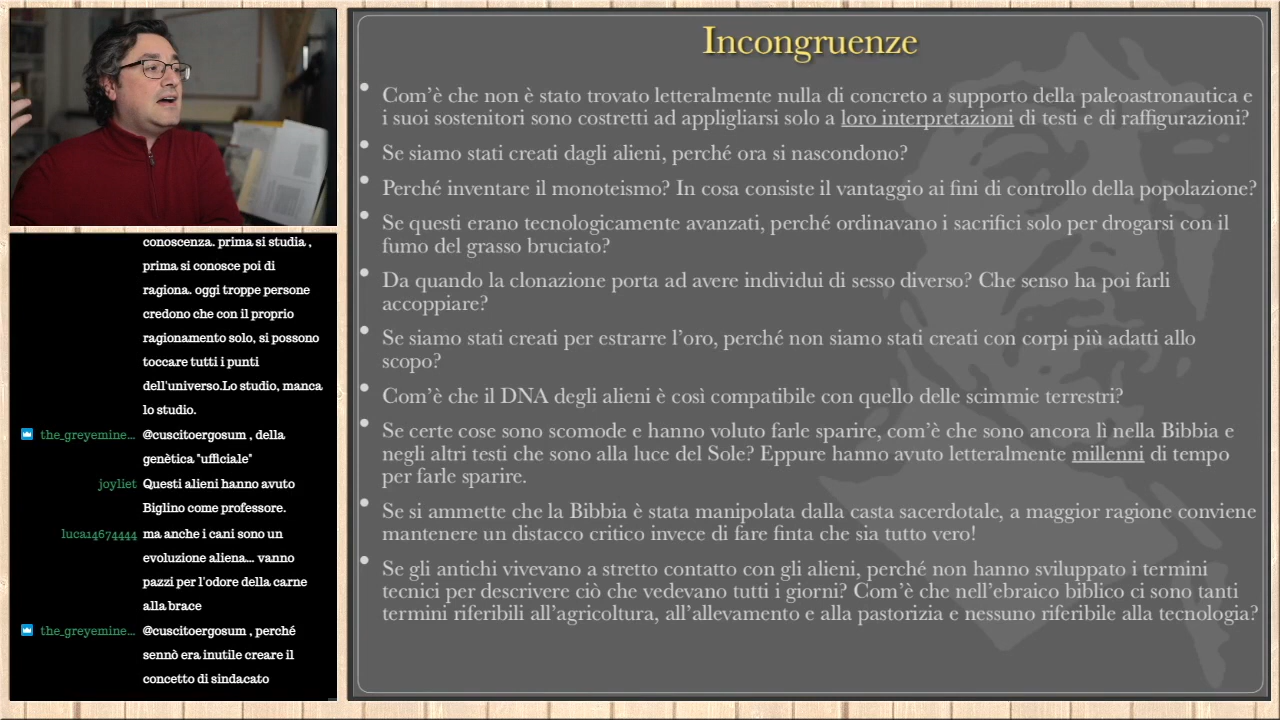 Incongruenze
• Com'è che non è stato trovato letteralmente nulla di concreto a supporto della paleoastronautica e
i suoi sostenitori sono costretti ad appligliarsi solo a loro interpretazioni di testi e di raffigurazioni?
• Se siamo stati creati dagli alieni, perché ora si nascondono?
• Perché inventare il monoteismo? In cosa consiste il vantaggio ai fini di controllo della popolazione?
• Se questi erano tecnologicamente avanzati, perché ordinavano i sacrifici solo per drogarsi con il
fumo del grasso bruciato?
• Da quando la clonazione porta ad avere individui di sesso diverso? Che senso ha poi farli
accoppiare?
• Se siamo stati creati per estrarre l'oro, perché non siamo stati creati con corpi più adatti allo
scopo?
• Com'è che il DNA degli alieni è così compatibile con quello delle scimmie terrestri?
• Se certe cose sono scomode e hanno voluto farle sparire, com'è che sono ancora lì nella Bibbia e
negli altri testi che sono alla luce del Sole? Eppure hanno avuto letteralmente millenni di tempo
per farle sparire.
• Se si ammette che la Bibbia è stata manipolata dalla casta sacerdotale, a maggior ragione conviene
mantenere un distacco critico invece di fare finta che sia tutto vero!
• Se gli antichi vivevano a stretto contatto con gli alieni, perché non hanno sviluppato i termini
tecnici per descrivere ciò che vedevano tutti i giorni? Com'è che nell'ebraico biblico ci sono tanti
termini riferibili all'agricoltura, all'allevamento e alla pastorizia e nessuno riferibile alla tecnologia?
conoscenza. prima si studia ,
prima si conosce poi di
ragiona. oggi troppe persone
credono che con il proprio
ragionamento solo, si possono
toccare tutti i punti
dell'universo.Lo studio, manca
lo studio.
the_greyemine... @cuscitoergosum , della
genètica "ufficiale"
joyliet Questi alieni hanno avuto
Biglino come professore.
luca14674444 ma anche i cani sono un
evoluzione aliena... vanno
pazzi per l'odore della carne
alla brace
the_greyemine... @cuscitoergosum , perché
sennò era inutile creare il
concetto di sindacato